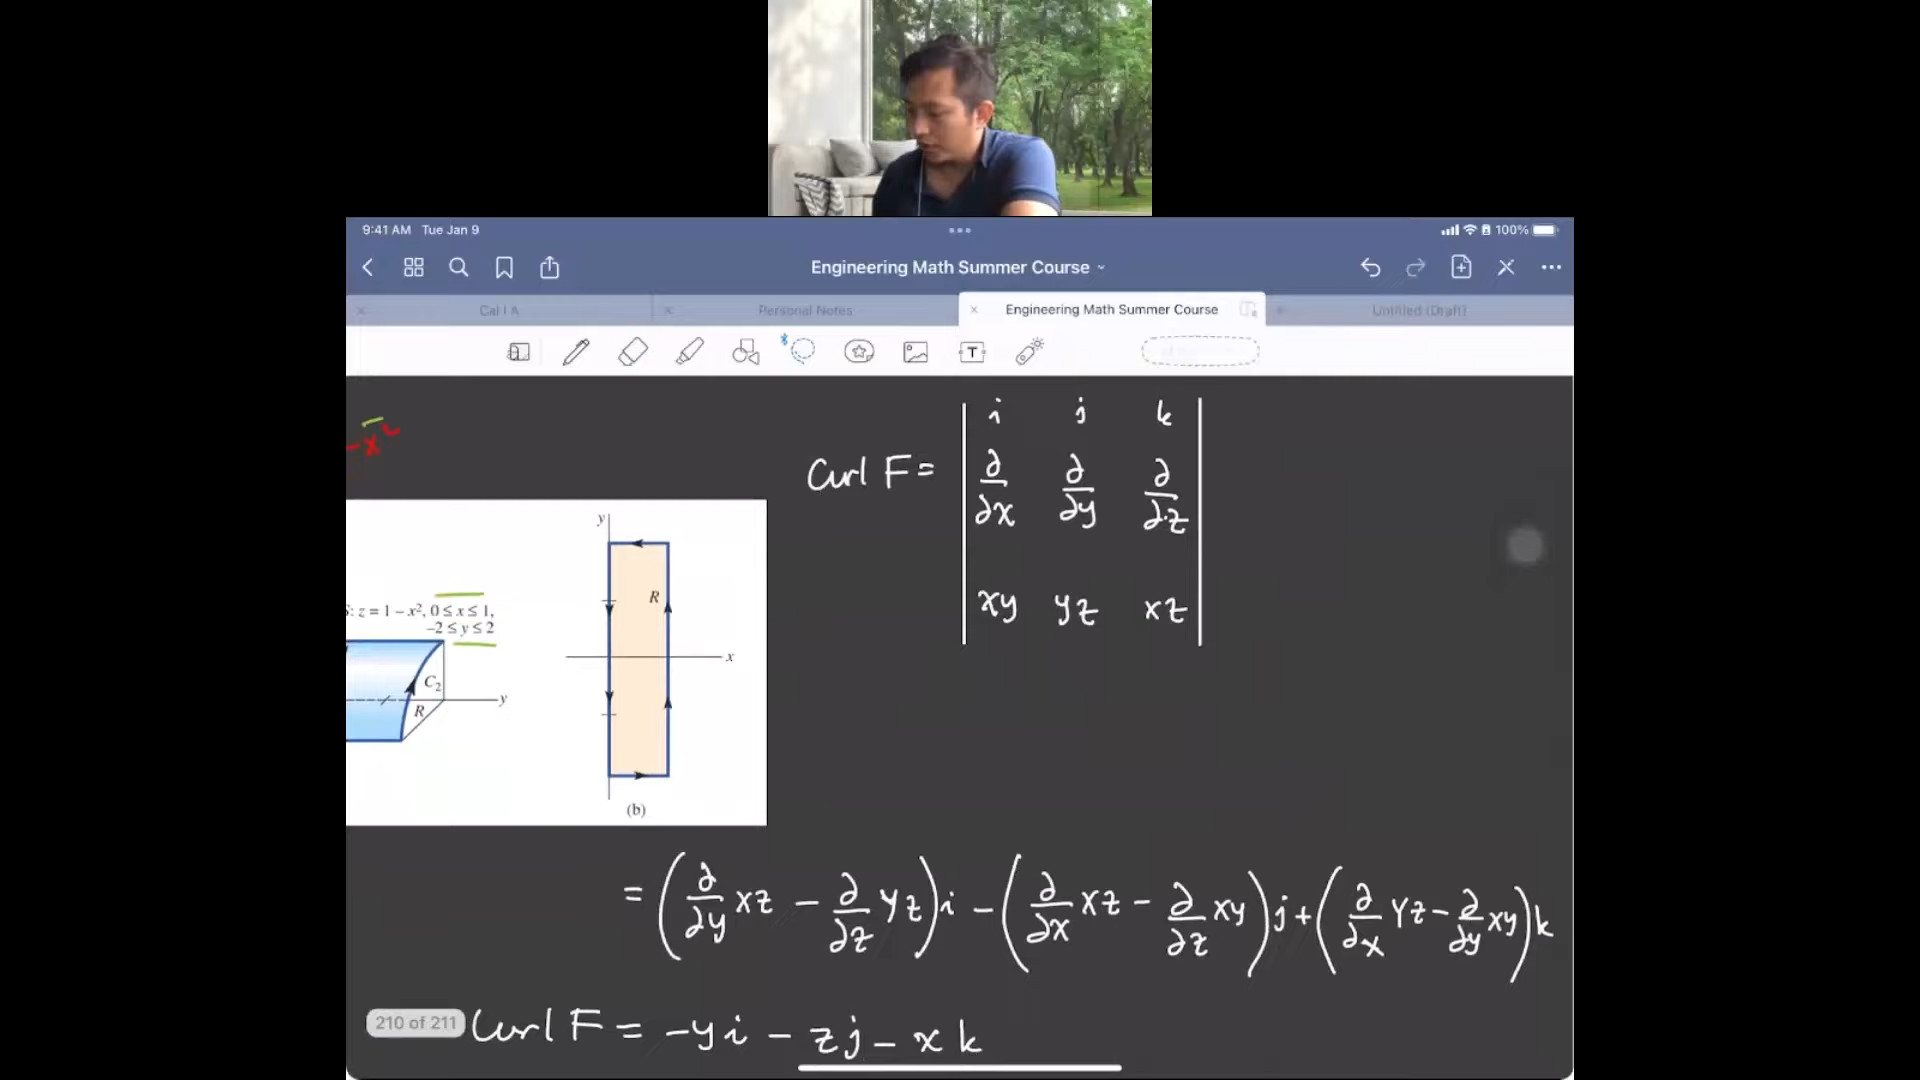 9:41 AM Tue Jan 9
100%
Engineering Math Summer Course
Cal I A
Personal Notes
Engineering Math Summer Course
Untitled (Draft)
T
-x²
i j k
Curl F = ∂/∂x ∂/∂y ∂/∂z
xy yz xz
S: z = 1 – x², 0 ≤ x ≤ 1,
–2 ≤ y ≤ 2
C₂
y
R
y
R
x
(b)
= (∂/∂y xz – ∂/∂z yz)i – (∂/∂x xz – ∂/∂z xy)j + (∂/∂x yz – ∂/∂y xy)k
210 of 211
Curl F = -yi - zj - xk